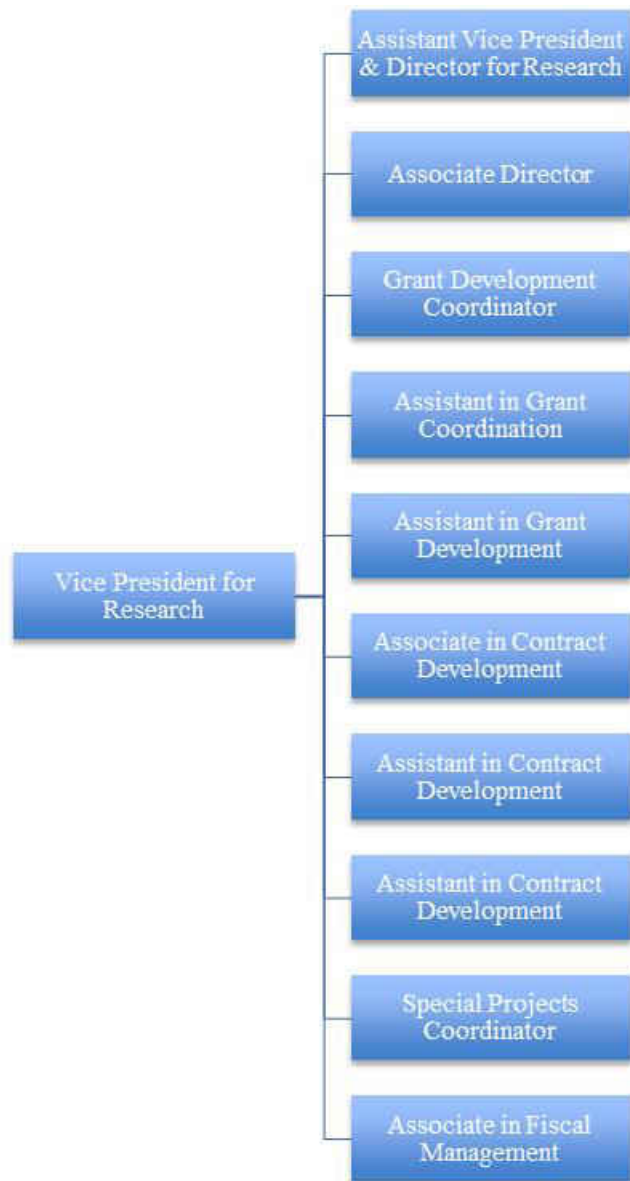 Assistant Vice President
& Director for Research
Associate Director
Grant Development
Coordinator
Assistant in Grant
Coordination
Assistant in Grant
Development
Vice President for
Research
Associate in Contract
Development
Assistant in Contract
Development
Assistant in Contract
Development
Special Projects
Coordinator
Associate in Fiscal
Management